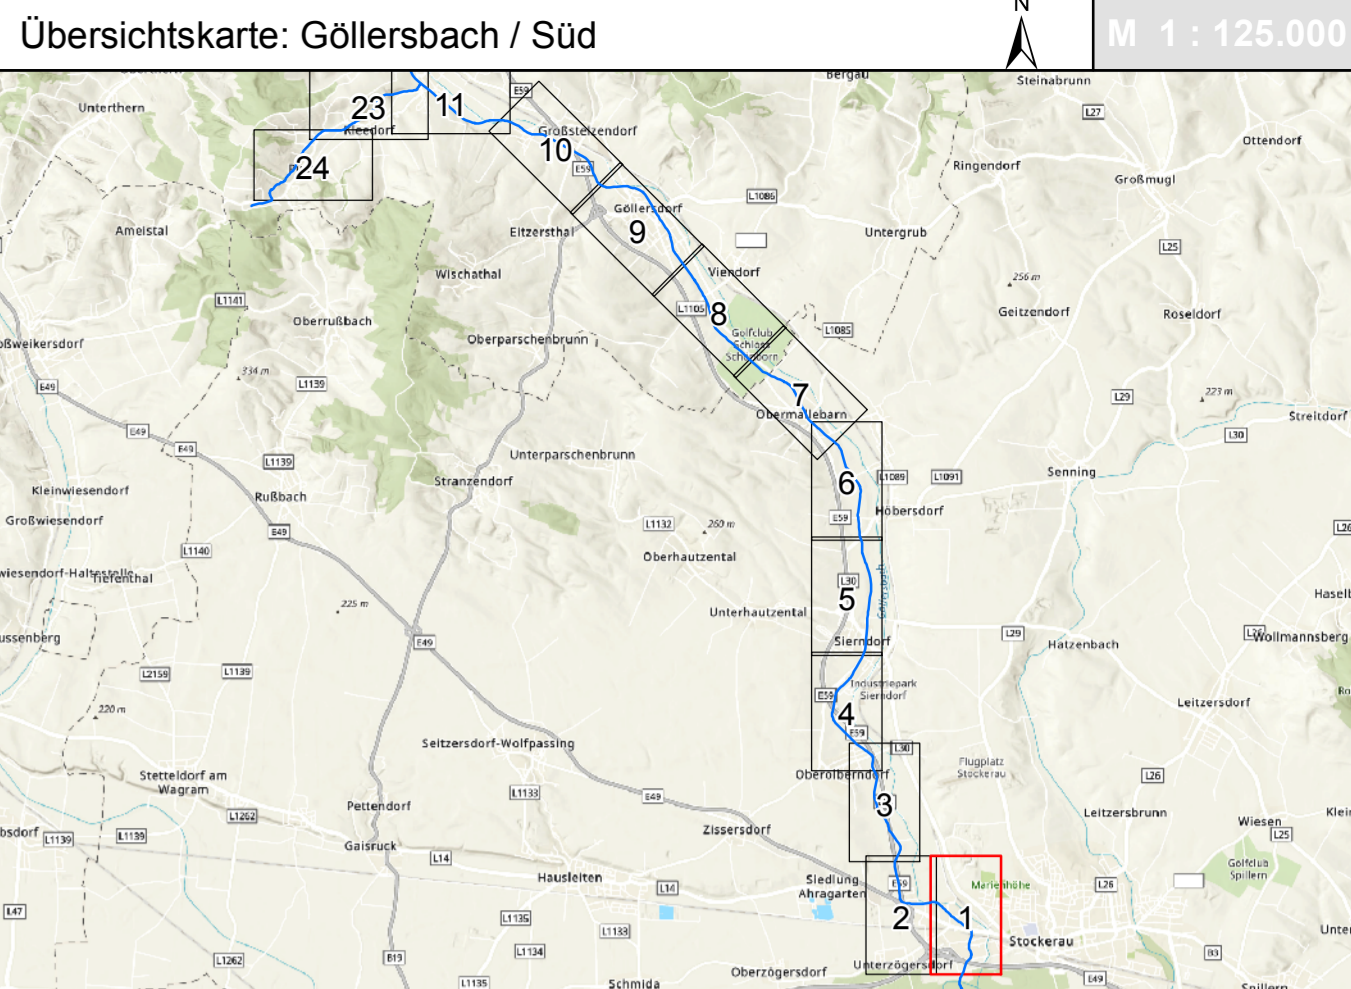 Übersichtskarte: Göllersbach / Süd
N
M 1 : 125.000
Bergau
Steinabrunn
E59
Unterthern
23
11
L27
Kleedorf
Großstelzendorf
Ottendorf
10
24
E59
Ringendorf
Großmugl
L1086
Göllersdorf
Ameistal
Eitzersthal
9
Untergrub
L25
Wischathal
Viendorf
256 m
L1141
L1105
8
Geitzendorf
Roseldorf
Oberrußbach
Golfclub
Schloss
Schönborn
L1085
Oberparschenbrunn
334 m
L1139
E49
7
L29
223 m
Obermallebarn
Streitdorf
E49
E49
L30
Unterparschenbrunn
L1139
Senning
Stranzendorf
6
L1089
L1091
Kleinwiesendorf
Rußbach
Großwiesendorf
E59
Höbersdorf
L1132
260 m
E49
L1140
Oberhautzental
Tiefenthal
L30
5
225 m
Unterhautzental
L29
Sierndorf
E49
Hatzenbach
Wollmannsberg
L2159
L1139
Industriepark
Sierndorf
E59
Leitzersdorf
220 m
4
E59
Seitzersdorf-Wolfpassing
L30
Flugplatz
Stockerau
Stetteldorf am
Wagram
Oberolberndorf
L26
L1133
E49
Pettendorf
3
L1262
Leitzersbrunn
Wiesen
Zissersdorf
L1139
L1139
L25
Gaisruck
L14
Golfclub
Spillern
Hausleiten
L14
Siedlung
Ahragarten
E59
Marienhöhe
L26
L47
L1135
2
1
L1133
Stockerau
L1134
B19
L1262
B3
Unterzögersdorf
Oberzögersdorf
E49
L1135
Schmida
Spillern